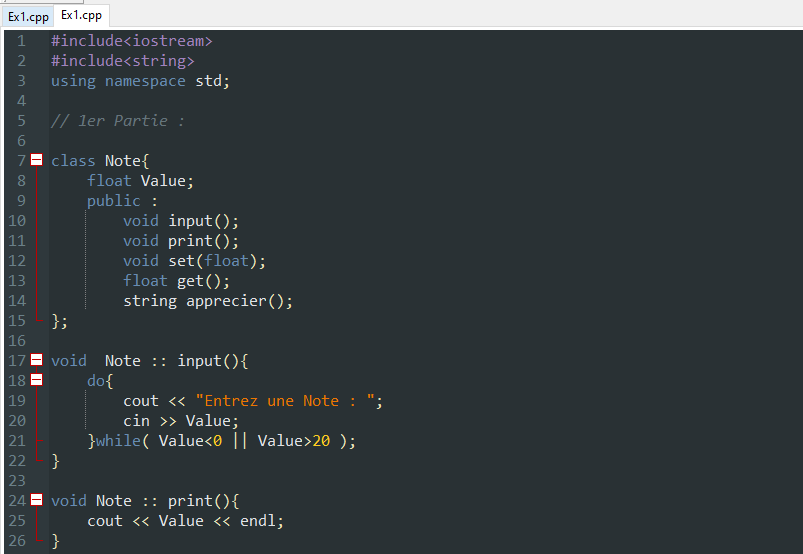 Ex1.cpp Ex1.cpp
1 #include<iostream>
2 #include<string>
3 using namespace std;
4
5 // 1er Partie :
6
7 class Note{
8     float Value;
9     public :
10         void input();
11         void print();
12         void set(float);
13         float get();
14         string apprecier();
15 };
16
17 void  Note :: input(){
18     do{
19         cout << "Entrez une Note : ";
20         cin >> Value;
21     }while( Value<0 || Value>20 );
22 }
23
24 void Note :: print(){
25     cout << Value << endl;
26 }